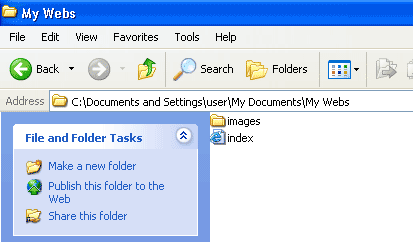 My Webs
File Edit View Favorites Tools Help
Back Search Folders
Address C:\Documents and Settings\user\My Documents\My Webs
File and Folder Tasks
Make a new folder
Publish this folder to the
Web
Share this folder
images
index